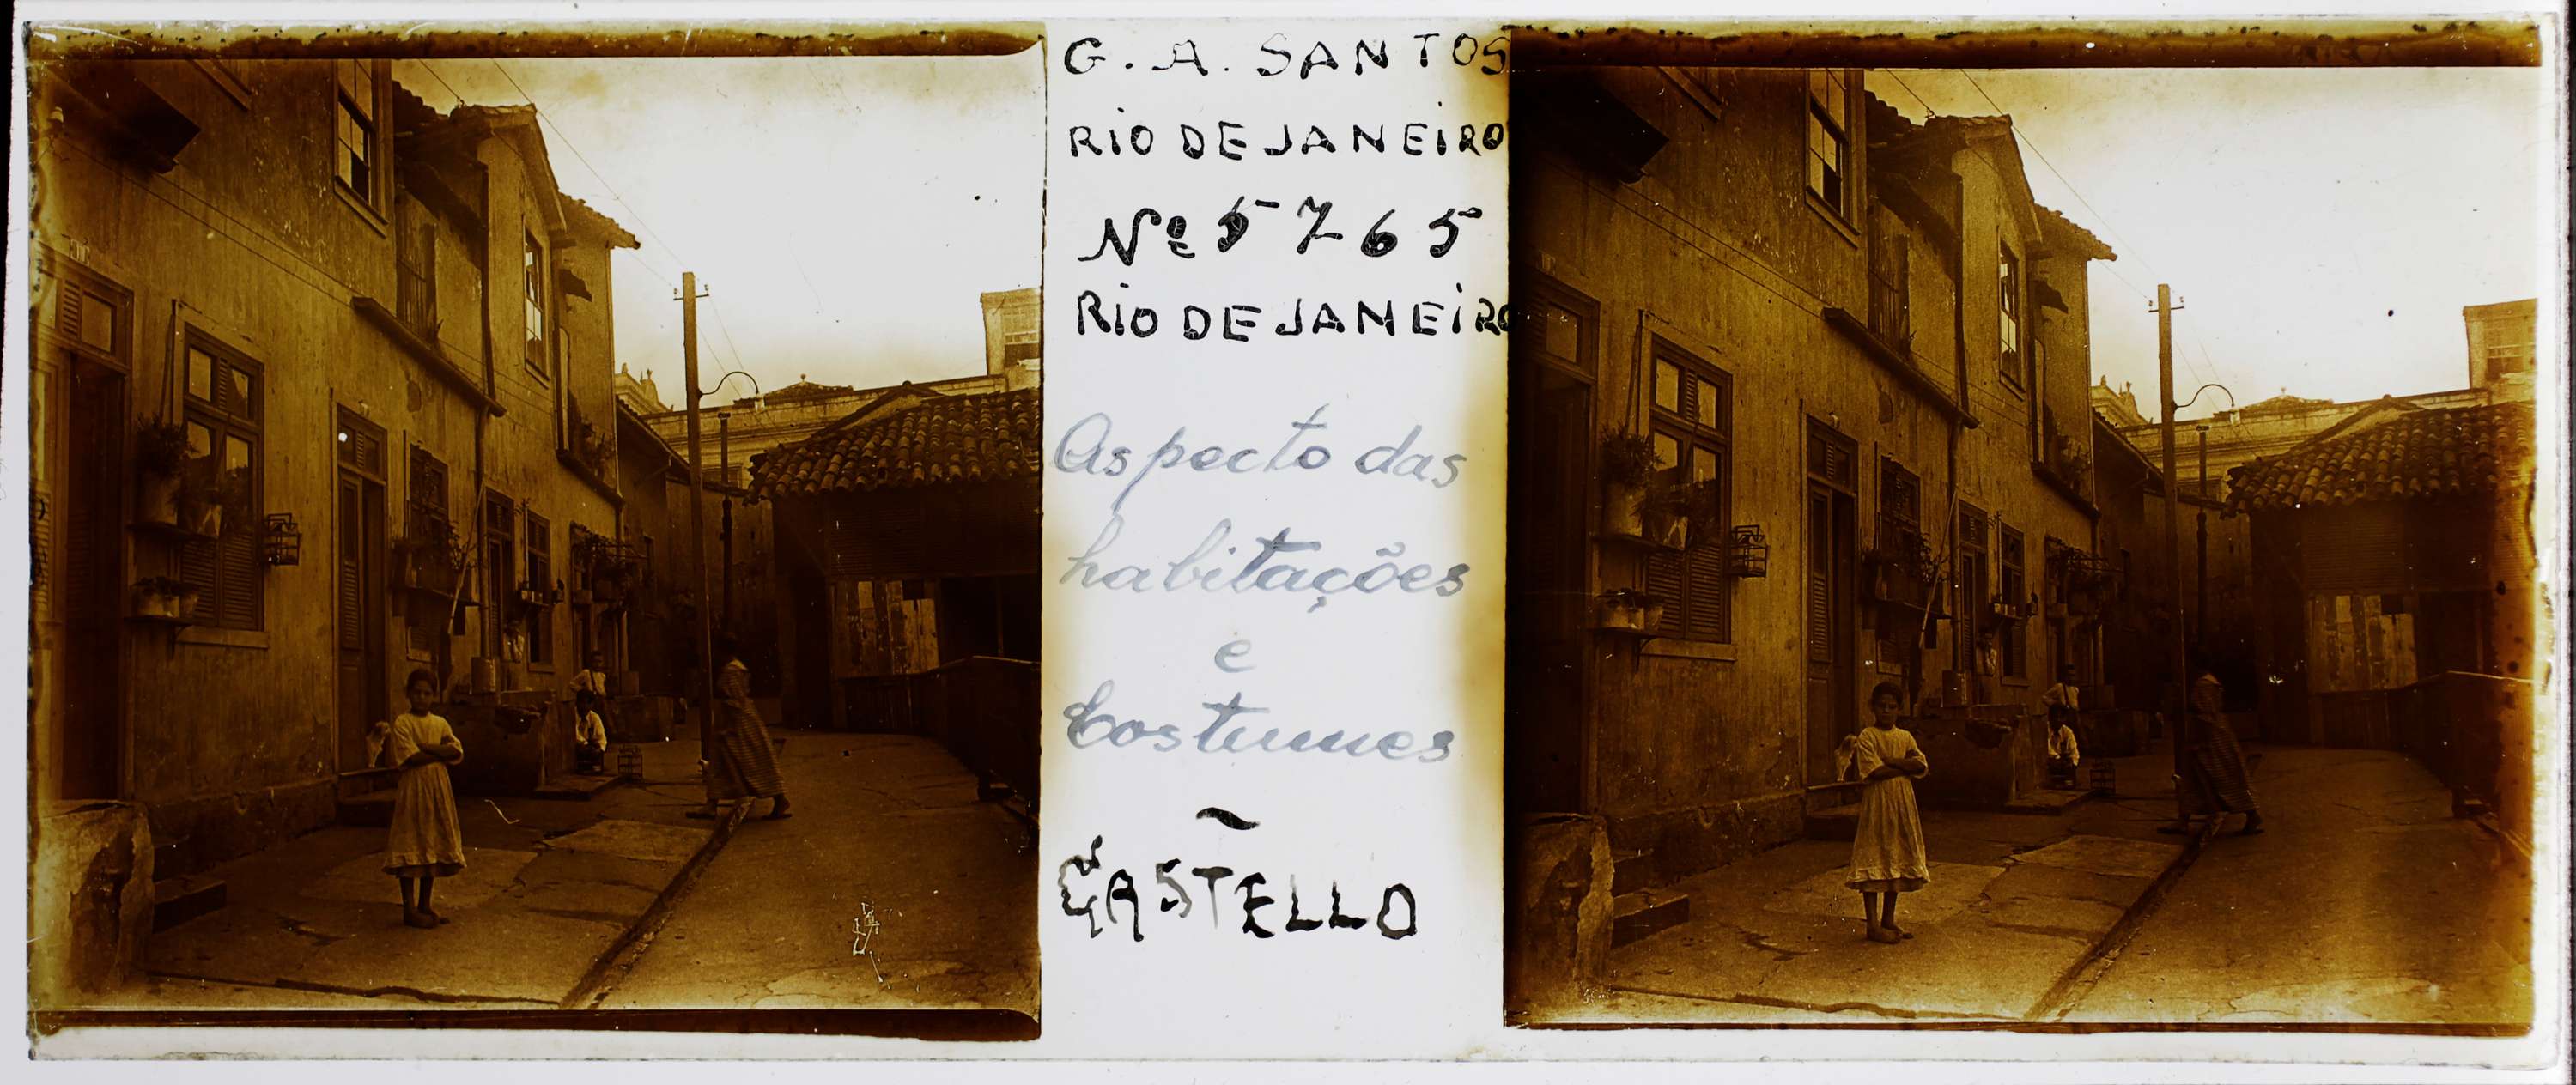 G. A. SANTOS
RIO DE JANEIRO
Nº 5765
RIO DE JANEIRO
Aspecto das
habitações
e
Costumes
~
CASTELLO